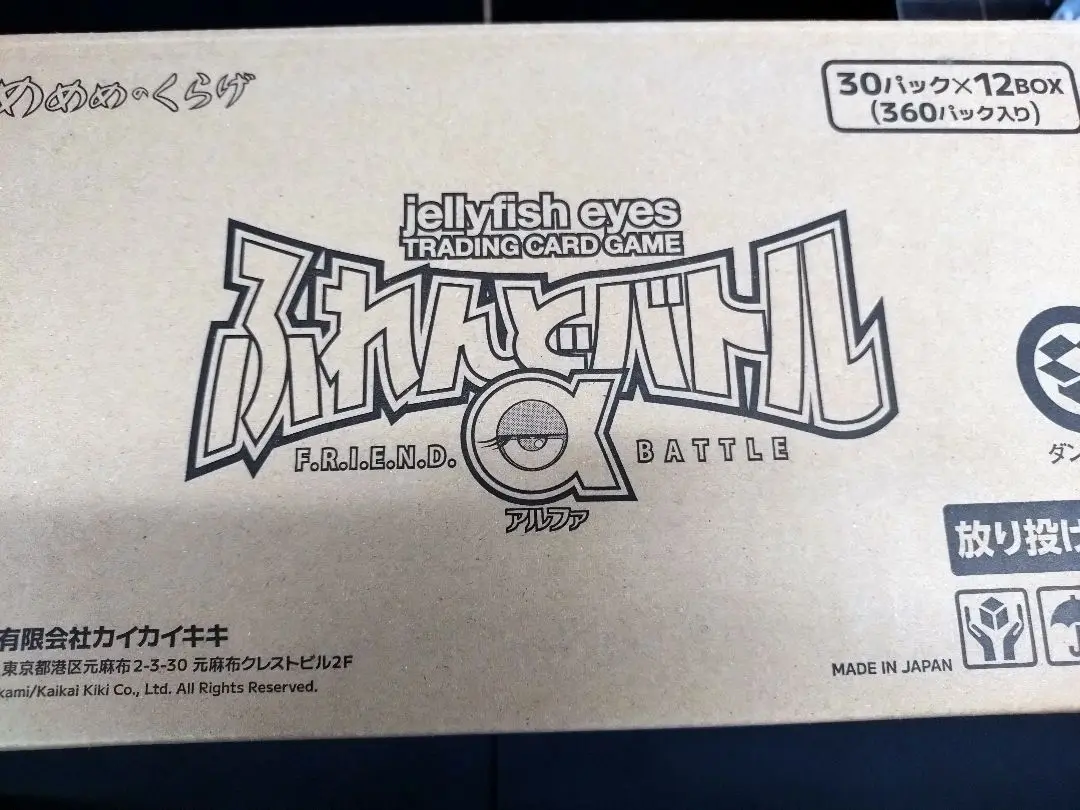 めめめのくらげ
30パック×12BOX
(360パック入り)
jellyfish eyes
TRADING CARD GAME
ふれんどバトル
α
F.R.I.E.N.D. BATTLE
アルファ
ダン
放り投げ
有限会社カイカイキキ
東京都港区元麻布2-3-30 元麻布クレストビル2F
kami/Kaikai Kiki Co., Ltd. All Rights Reserved.
MADE IN JAPAN